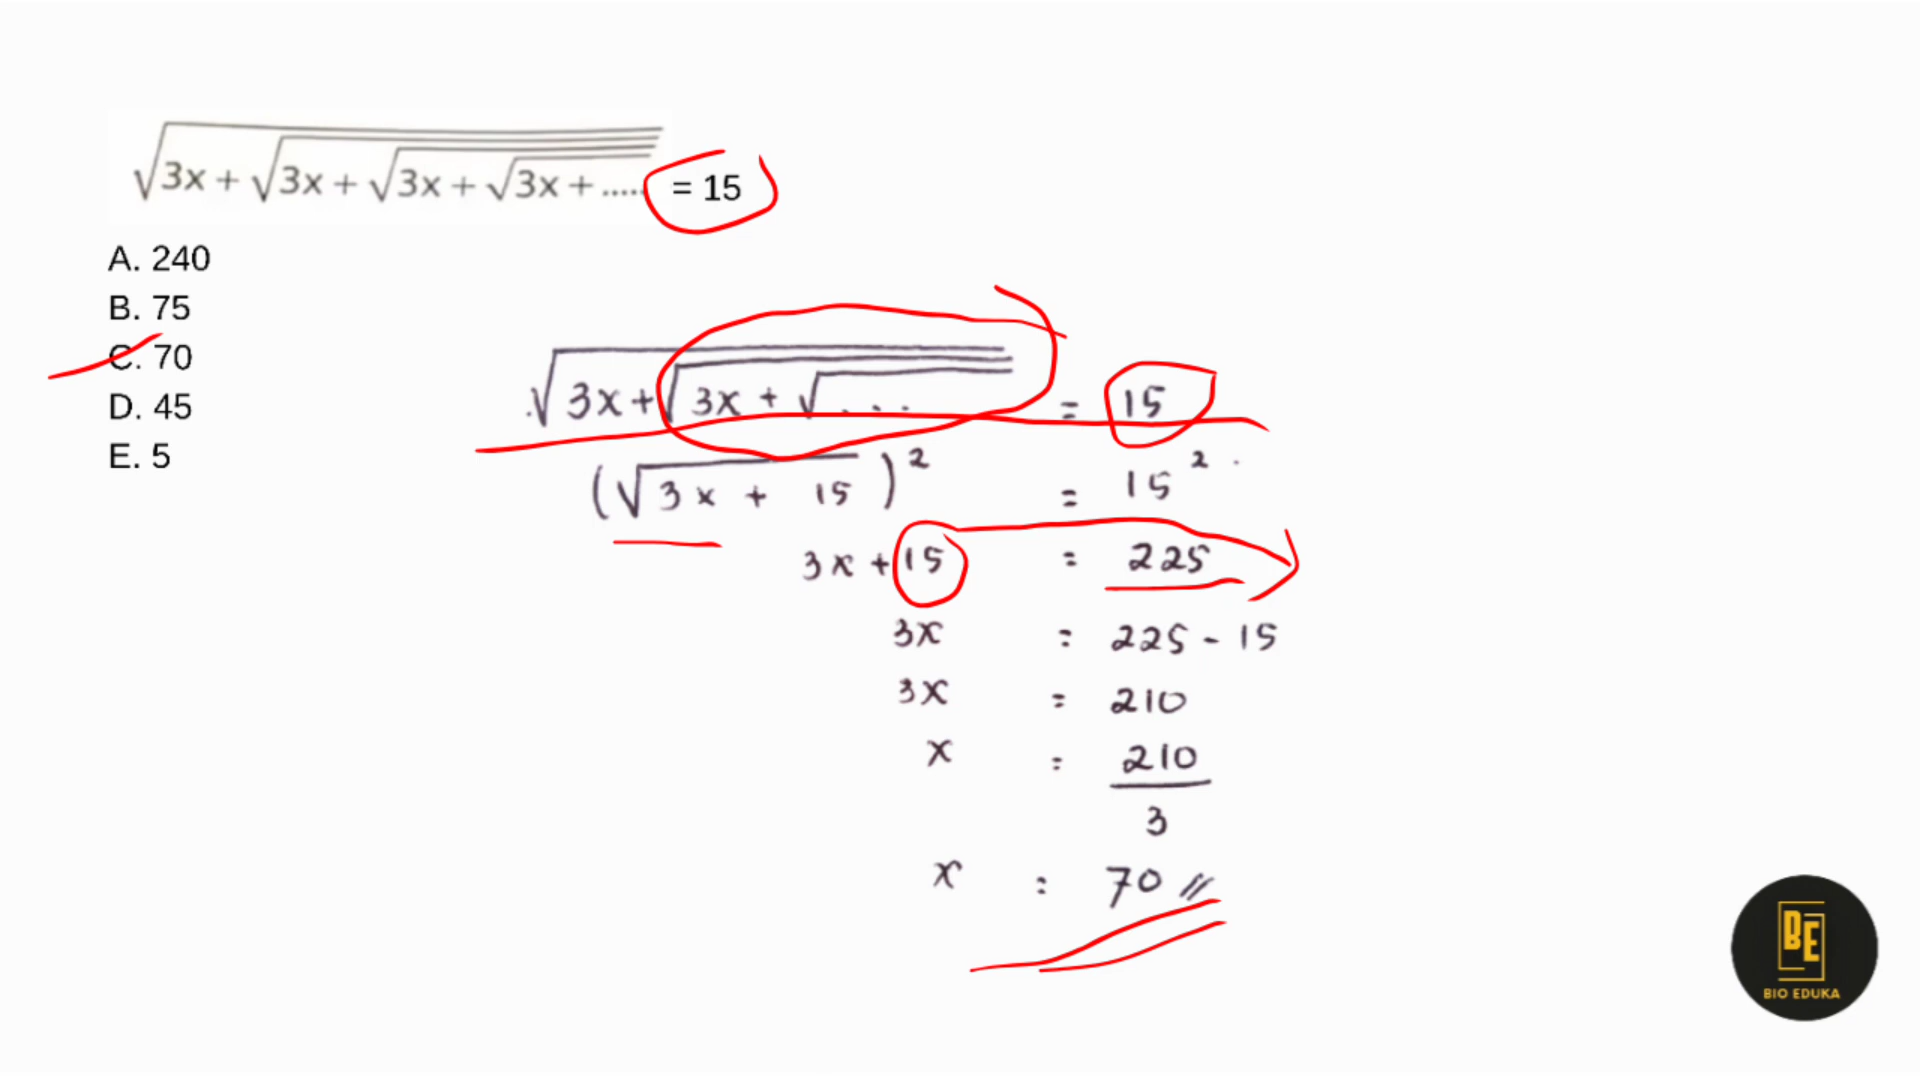 √3x + √3x + √3x + √3x + ..... = 15
A. 240
B. 75
C. 70
D. 45
E. 5
√3x + √3x + √... = 15
(√3x + 15)² = 15²
3x + 15 = 225
3x = 225 - 15
3x = 210
x = 210
3
x = 70 //
BE
BIO EDUKA